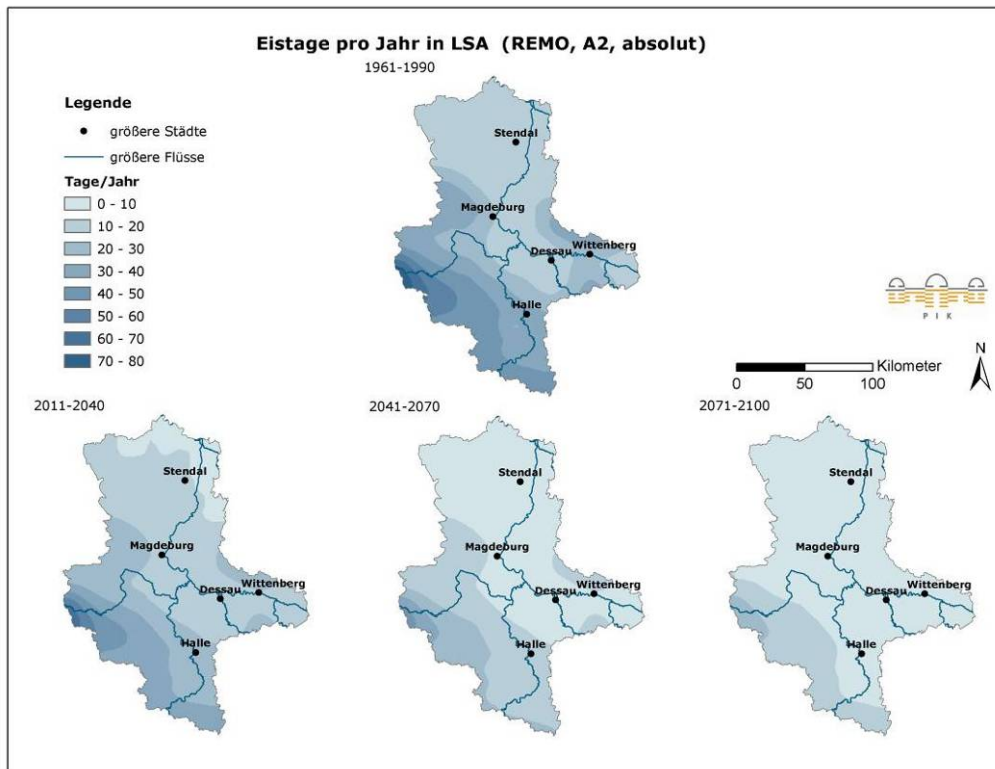 Eistage pro Jahr in LSA (REMO, A2, absolut)
1961-1990
Legende
größere Städte
größere Flüsse
Tage/Jahr
0 - 10
10 - 20
20 - 30
30 - 40
40 - 50
50 - 60
60 - 70
70 - 80
Stendal
Magdeburg
Dessau
Wittenberg
Halle
P I K
Kilometer
0 50 100
N
2011-2040
Stendal
Magdeburg
Dessau
Wittenberg
Halle
2041-2070
Stendal
Magdeburg
Dessau
Wittenberg
Halle
2071-2100
Stendal
Magdeburg
Dessau
Wittenberg
Halle